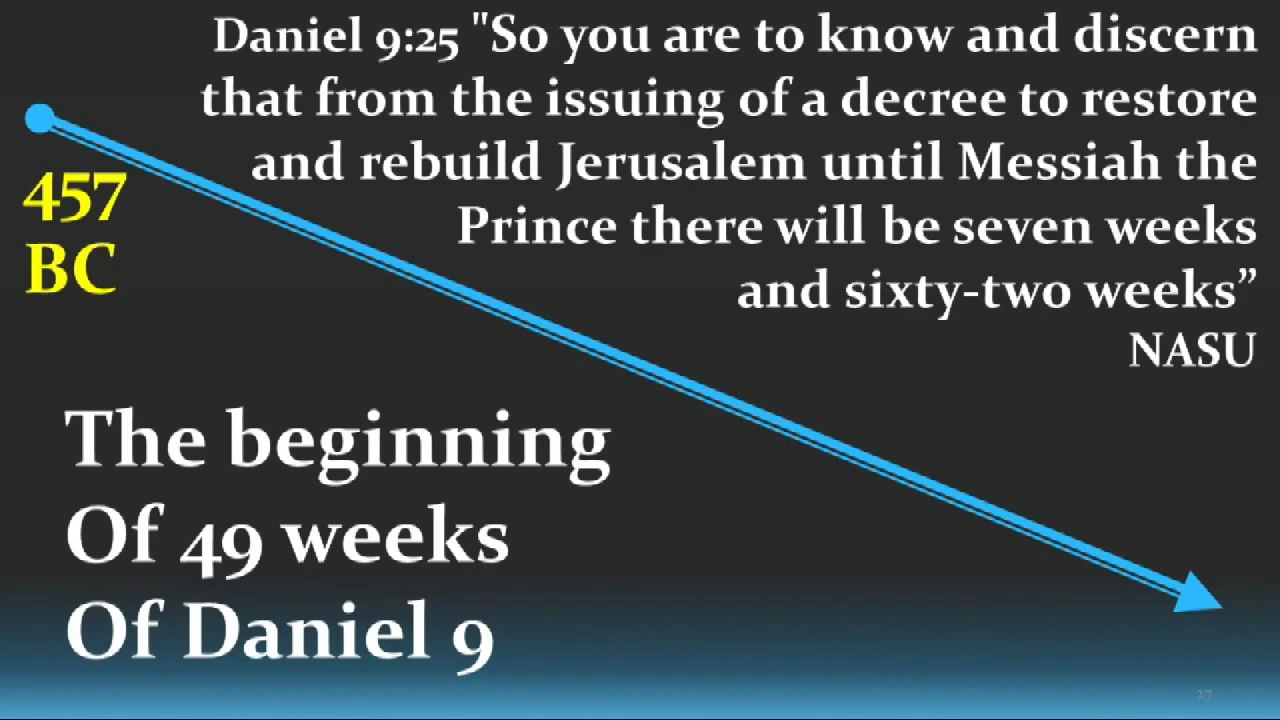 Daniel 9:25 "So you are to know and discern
that from the issuing of a decree to restore
and rebuild Jerusalem until Messiah the
Prince there will be seven weeks
and sixty-two weeks”
NASU
457
BC
The beginning
Of 49 weeks
Of Daniel 9
27